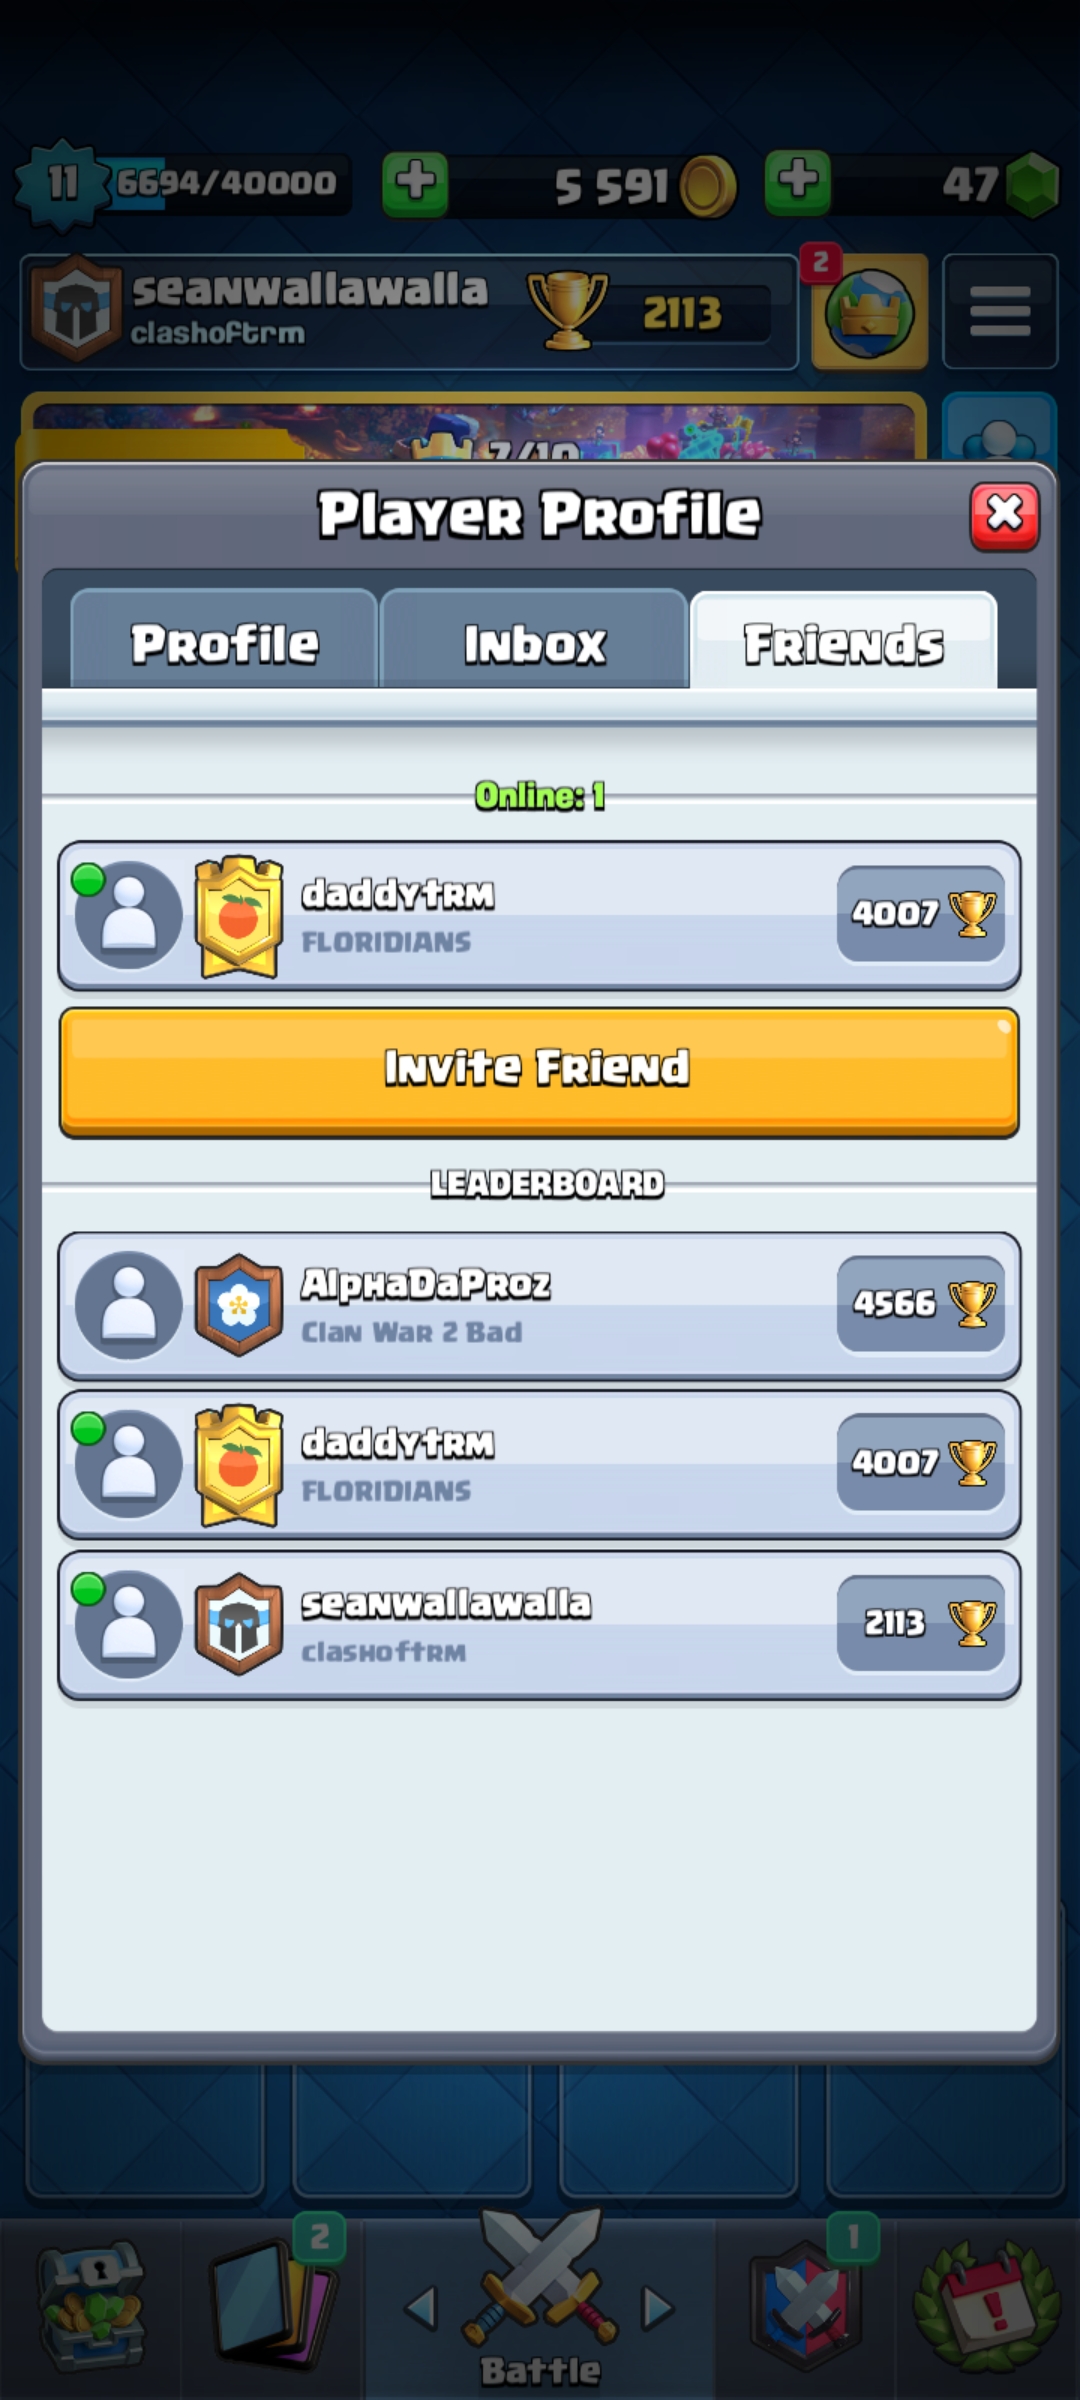 11 6694/40000 5 591 47
seanwallawalla 2113 2
clashoftrm
7/10
Player Profile
Profile Inbox Friends
Online: 1
daddytrm
FLORIDIANS
4007
Invite Friend
LEADERBOARD
AlphaDaProz
Clan War 2 Bad
4566
daddytrm
FLORIDIANS
4007
seanwallawalla
clashoftrm
2113
2 1
Battle